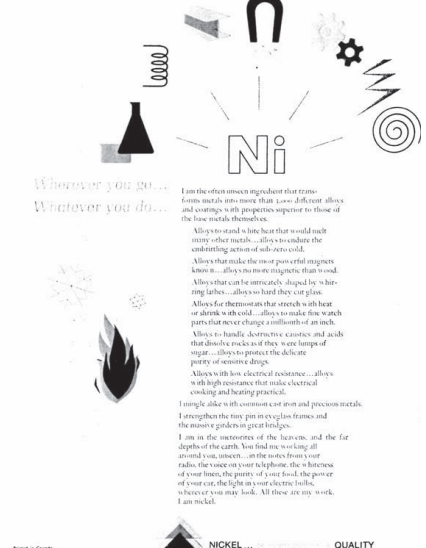 Ni
Wherever you go...
Whatever you do...
I am the often unseen ingredient that trans-
forms metals into more than 3,000 different alloys
and coatings with properties superior to those of
the base metals themselves.
Alloys to stand white heat that would melt
many other metals...alloys to endure the
embrittling action of sub-zero cold.
Alloys that make the most powerful magnets
known...alloys no more magnetic than wood.
Alloys that can be intricately shaped by whir-
ring lathes...alloys so hard they cut glass.
Alloys for thermostats that stretch with heat
or shrink with cold...alloys to make fine watch
parts that never change a millionth of an inch.
Alloys to handle destructive caustics and acids
that dissolve rocks as if they were lumps of
sugar...alloys to protect the delicate
purity of sensitive drugs.
Alloys with low electrical resistance...alloys
with high resistance that make electrical
cooking and heating practical.
I mingle alike with common cast iron and precious metals.
I strengthen the tiny pin in eyeglass frames and
the massive girders in great bridges.
I am in the meteorites of the heavens, and the far
depths of the earth. You find me working all
around you, unseen...in the notes from your
radio, the voice on your telephone, the whiteness
of your linen, the purity of your food, the power
of your car, the light in your electric bulbs,
wherever you may look. All these are my work.
I am nickel.
NICKEL... QUALITY